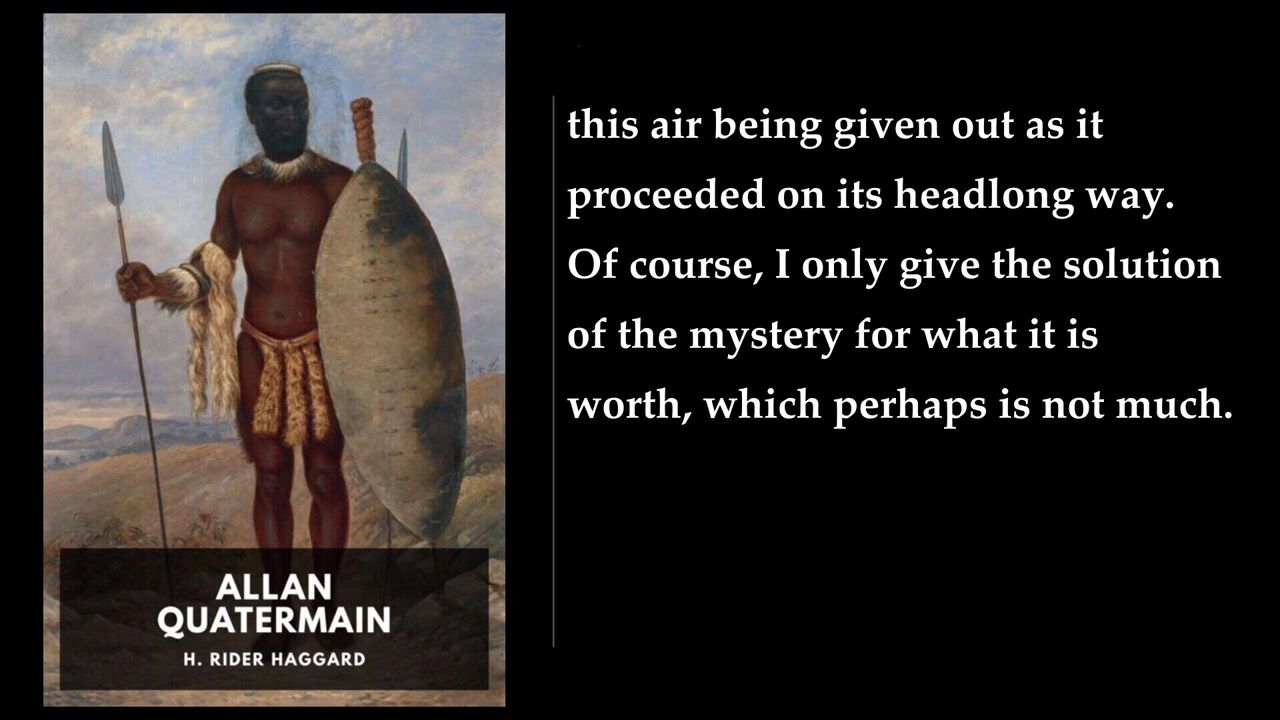 this air being given out as it
proceeded on its headlong way.
Of course, I only give the solution
of the mystery for what it is
worth, which perhaps is not much.
ALLAN
QUATERMAIN
H. RIDER HAGGARD